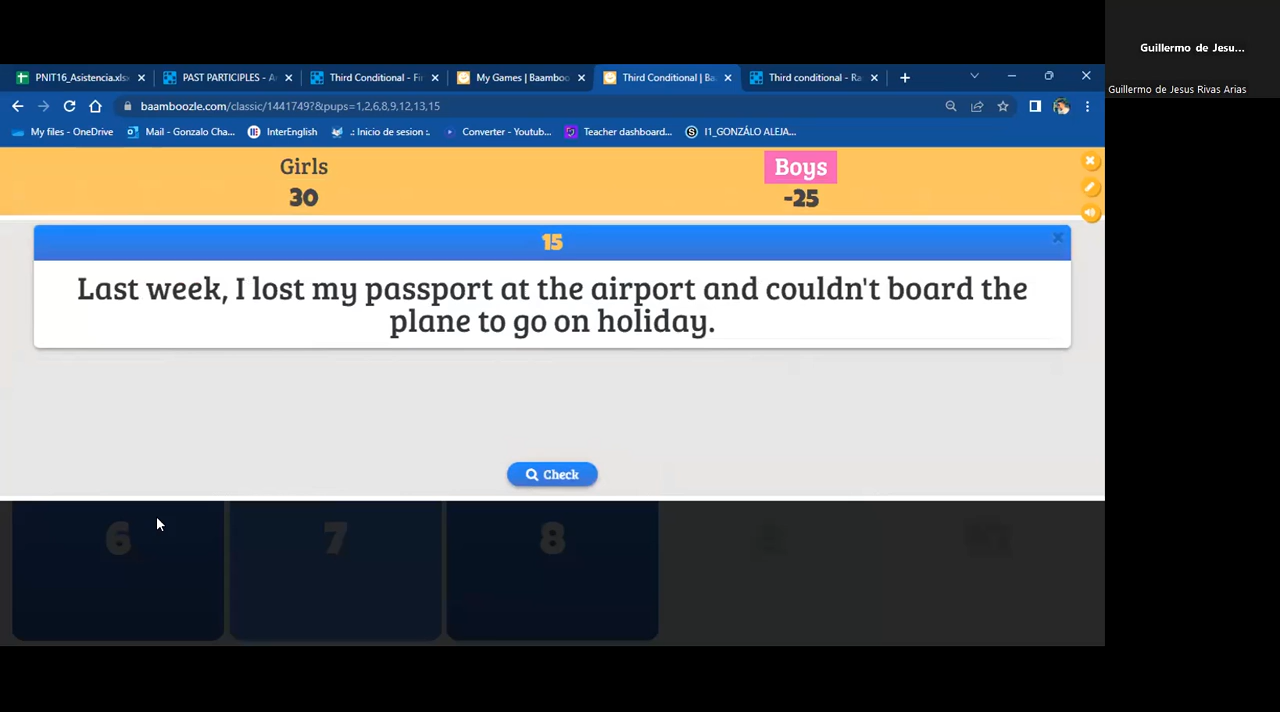 Guillermo de Jesu...
Guillermo de Jesus Rivas Arias
PNIT16_Asistencia.xlsx
PAST PARTICIPLES - A
Third Conditional - Fi
My Games | Baamboo
Third Conditional | Ba
Third conditional - Ra
baamboozle.com/classic/1441749?&pups=1,2,6,8,9,12,13,15
My files - OneDrive
Mail - Gonzalo Cha...
InterEnglish
.: Inicio de sesion :.
Converter - Youtub...
Teacher dashboard...
I1_GONZÁLO ALEJA...
Girls
30
Boys
-25
15
Last week, I lost my passport at the airport and couldn't board the
plane to go on holiday.
Check
6
7
8